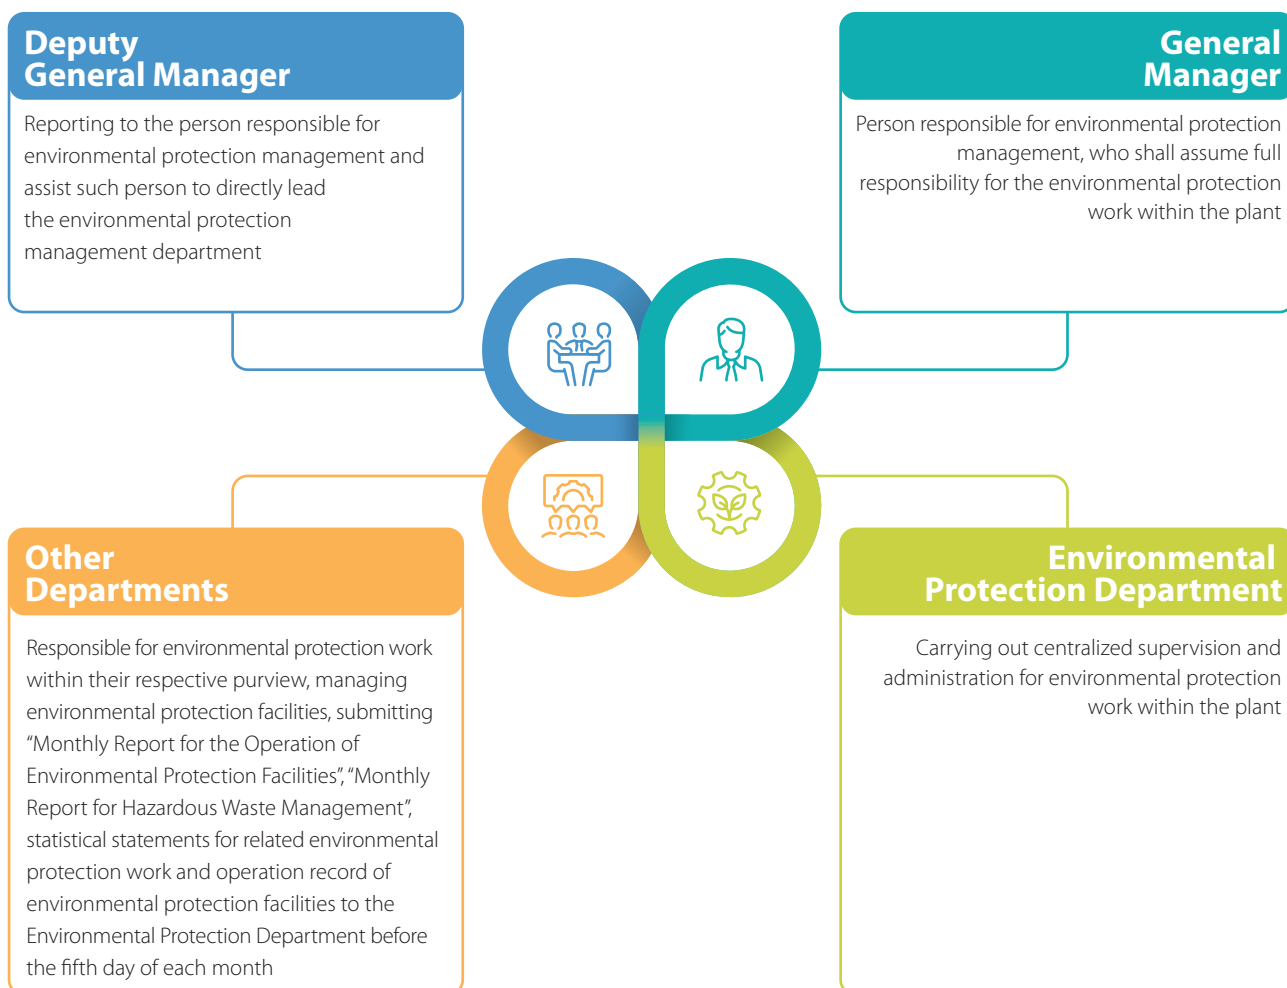 Deputy
General Manager
Reporting to the person responsible for
environmental protection management and
assist such person to directly lead
the environmental protection
management department
General
Manager
Person responsible for environmental protection
management, who shall assume full
responsibility for the environmental protection
work within the plant
Other
Departments
Responsible for environmental protection work
within their respective purview, managing
environmental protection facilities, submitting
“Monthly Report for the Operation of
Environmental Protection Facilities”, “Monthly
Report for Hazardous Waste Management”,
statistical statements for related environmental
protection work and operation record of
environmental protection facilities to the
Environmental Protection Department before
the fifth day of each month
Environmental
Protection Department
Carrying out centralized supervision and
administration for environmental protection
work within the plant